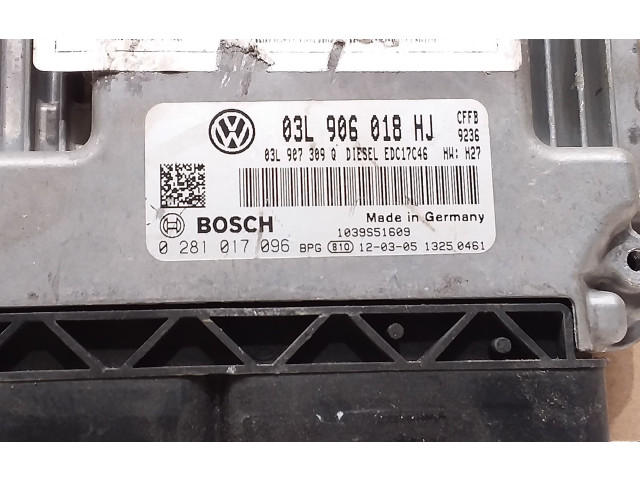 03L 906 018 HJ CFFB
9236
03L 907 309 Q DIESEL EDC17C46 HW: H27
BOSCH Made in Germany
1039S51609
0 281 017 096 BPG 810 12-03-05 1325 0461